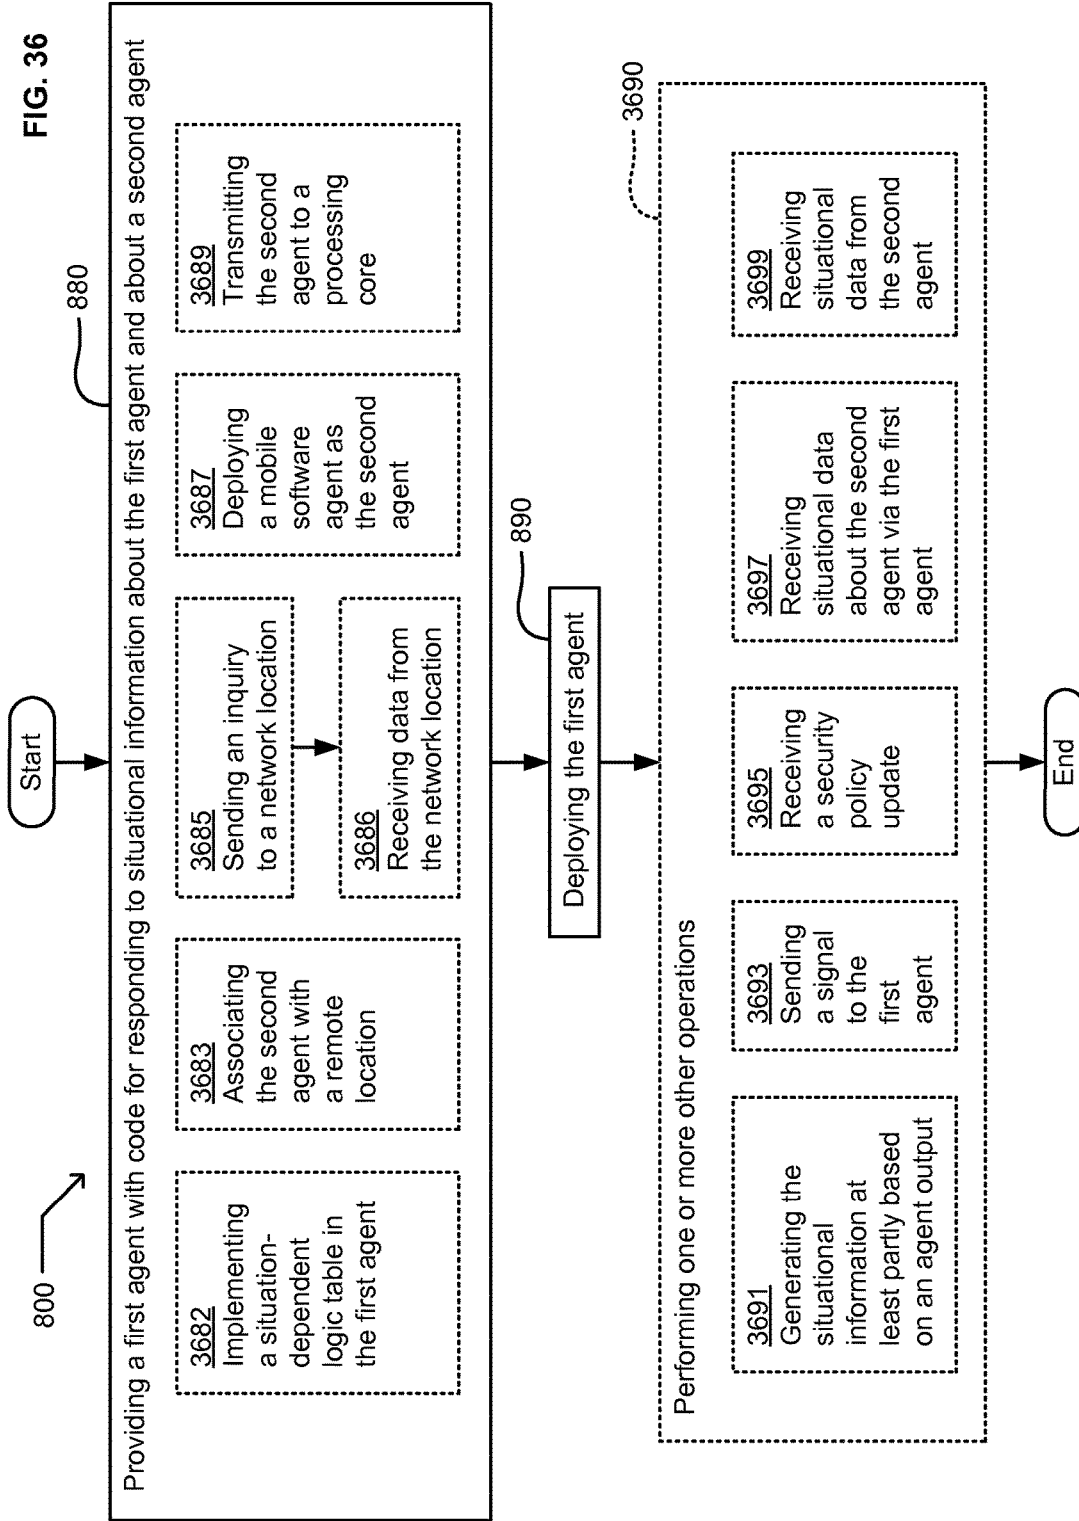 FIG. 36
800
Start
880
Providing a first agent with code for responding to situational information about the first agent and about a second agent
3682
Implementing
a situation-
dependent
logic table in
the first agent
3683
Associating
the second
agent with
a remote
location
3685
Sending an inquiry
to a network location
3686
Receiving data from
the network location
3687
Deploying
a mobile
software
agent as
the second
agent
3689
Transmitting
the second
agent to a
processing
core
890
Deploying the first agent
3690
Performing one or more other operations
3691
Generating the
situational
information at
least partly based
on an agent output
3693
Sending
a signal
to the
first
agent
3695
Receiving
a security
policy
update
3697
Receiving
situational data
about the second
agent via the first
agent
3699
Receiving
situational
data from
the second
agent
End